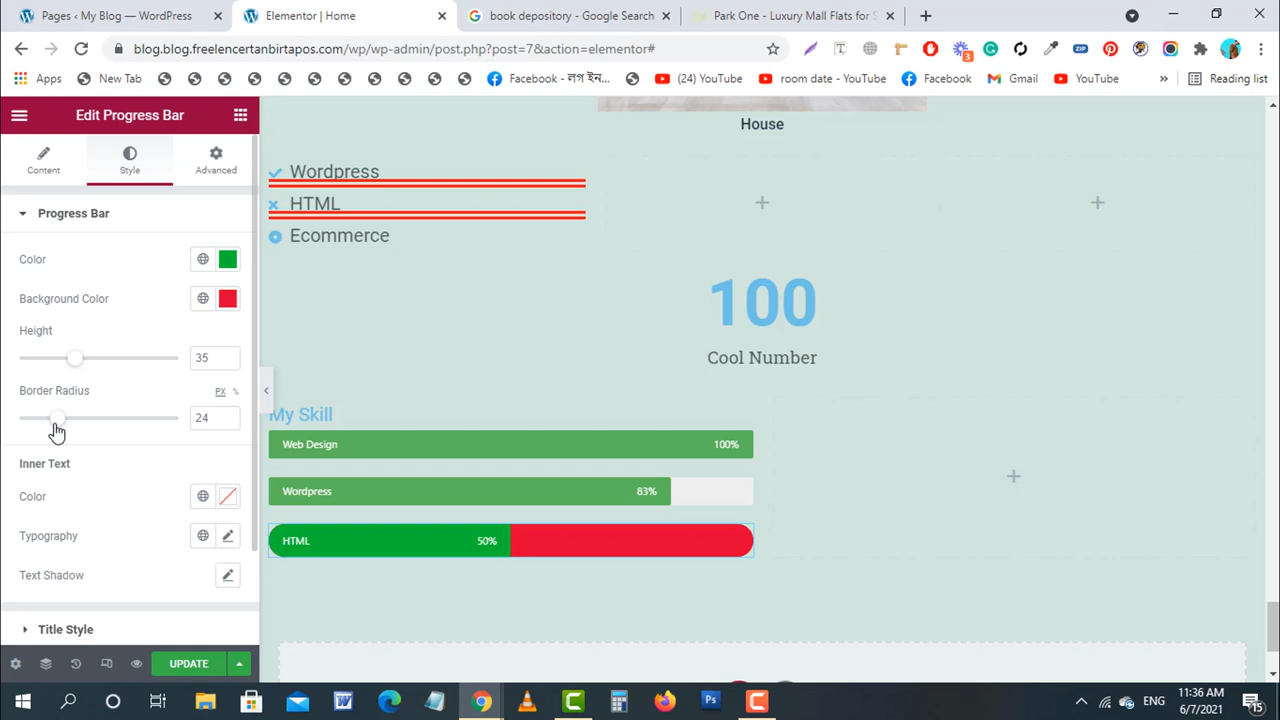 Pages ‹ My Blog — WordPress
Elementor | Home
book depository - Google Search
Park One - Luxury Mall Flats for S
blog.blog.freelencertanbirtapos.com/wp/wp-admin/post.php?post=7&action=elementor#
3
ZIP
Apps
New Tab
Facebook - লগ ইন...
(24) YouTube
room date - YouTube
Facebook
Gmail
YouTube
»
Reading list
Edit Progress Bar
Content
Style
Advanced
Progress Bar
Color
Background Color
Height
35
Border Radius
PX %
24
Inner Text
Color
Typography
Text Shadow
Title Style
UPDATE
House
Wordpress
HTML
Ecommerce
100
Cool Number
My Skill
Web Design 100%
Wordpress 83%
HTML 50%
ENG
11:36 AM
6/7/2021
15